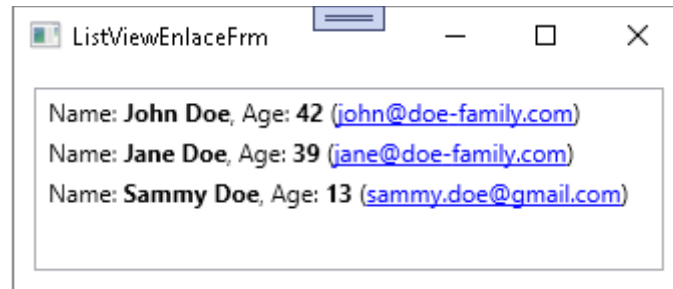 ListViewEnlaceFrm
Name: John Doe, Age: 42 (john@doe-family.com)
Name: Jane Doe, Age: 39 (jane@doe-family.com)
Name: Sammy Doe, Age: 13 (sammy.doe@gmail.com)